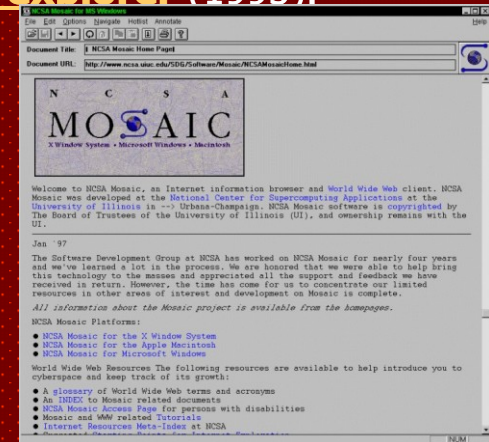 explorer (1995).
NCSA Mosaic for MS Windows
File Edit Options Navigate Hotlist Annotate Help
Document Title: NCSA Mosaic Home Page
Document URL: http://www.ncsa.uiuc.edu/SDG/Software/Mosaic/NCSAMosaicHome.html
N C S A
MOSAIC
X Window System • Microsoft Windows • Macintosh
Welcome to NCSA Mosaic, an Internet information browser and World Wide Web client. NCSA
Mosaic was developed at the National Center for Supercomputing Applications at the
University of Illinois in --> Urbana-Champaign. NCSA Mosaic software is copyrighted by
The Board of Trustees of the University of Illinois (UI), and ownership remains with the
UI.
Jan '97
The Software Development Group at NCSA has worked on NCSA Mosaic for nearly four years
and we've learned a lot in the process. We are honored that we were able to help bring
this technology to the masses and appreciated all the support and feedback we have
received in return. However, the time has come for us to concentrate our limited
resources in other areas of interest and development on Mosaic is complete.
All information about the Mosaic project is available from the homepages.
NCSA Mosaic Platforms:
● NCSA Mosaic for the X Window System
● NCSA Mosaic for the Apple Macintosh
● NCSA Mosaic for Microsoft Windows
World Wide Web Resources The following resources are available to help introduce you to
cyberspace and keep track of its growth:
● A glossary of World Wide Web terms and acronyms
● An INDEX to Mosaic related documents
● NCSA Mosaic Access Page for persons with disabilities
● Mosaic and WWW related Tutorials
● Internet Resources Meta-Index at NCSA
NUM